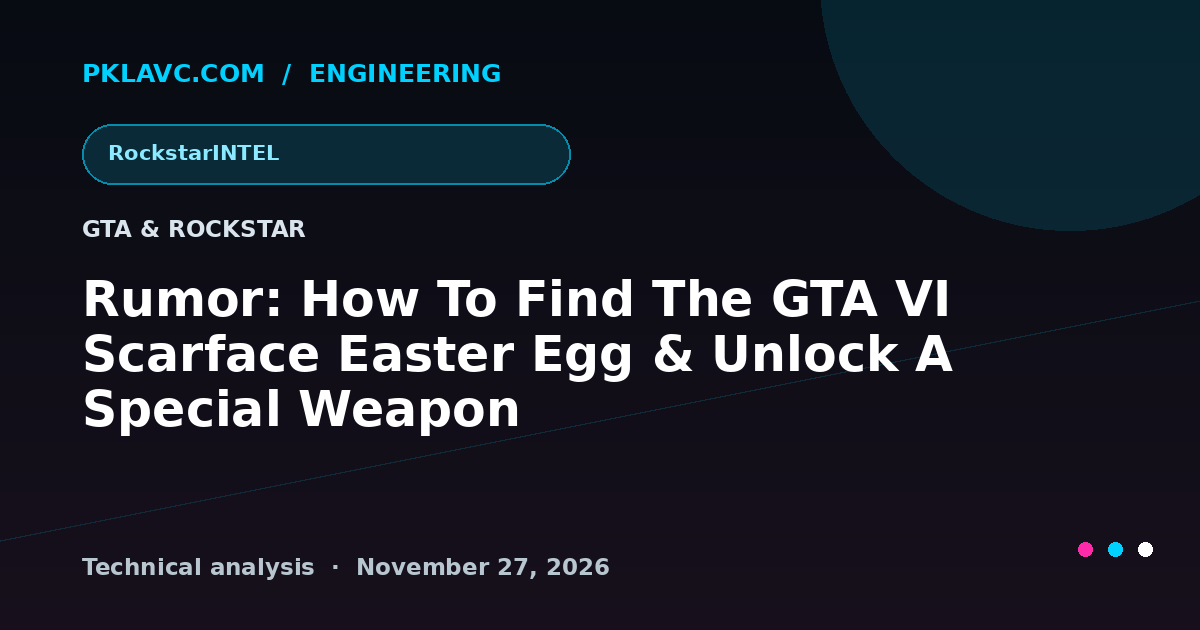 PKLAVC.COM / ENGINEERING
RockstarINTEL
GTA & ROCKSTAR
Rumor: How To Find The GTA VI
Scarface Easter Egg & Unlock A
Special Weapon
Technical analysis · November 27, 2026